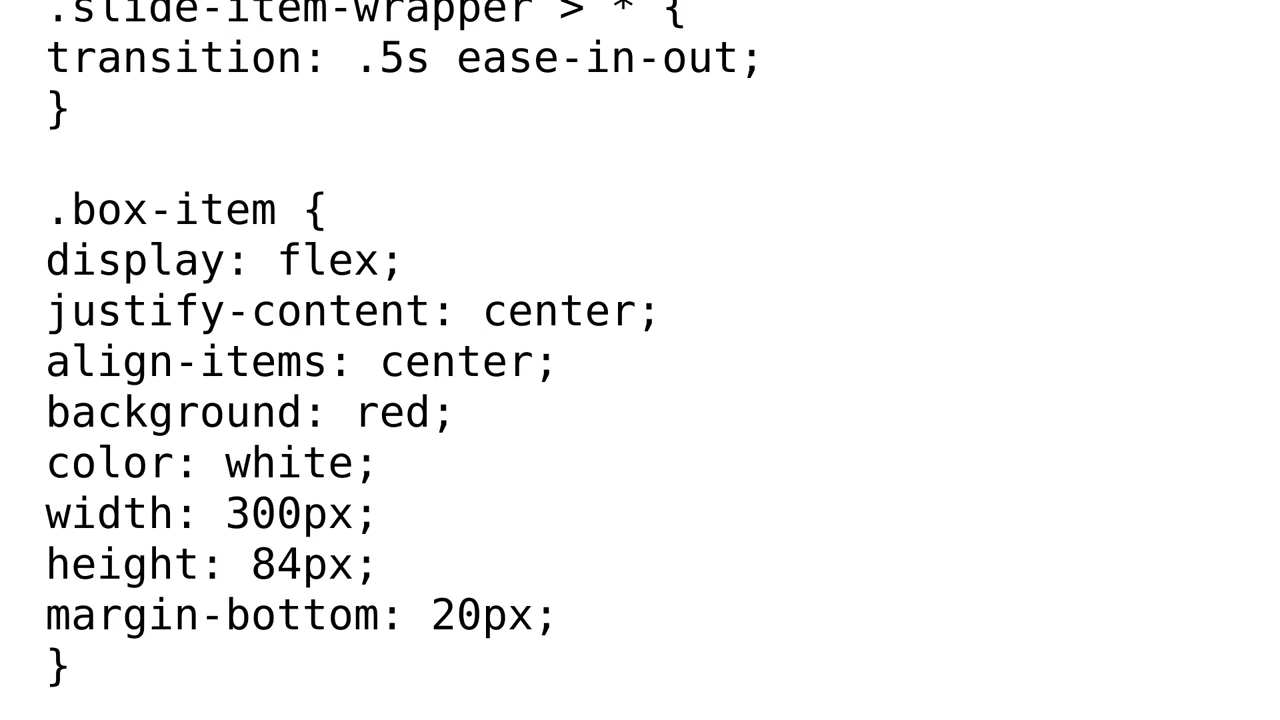 .slide-item-wrapper > * {
transition: .5s ease-in-out;
}

.box-item {
display: flex;
justify-content: center;
align-items: center;
background: red;
color: white;
width: 300px;
height: 84px;
margin-bottom: 20px;
}